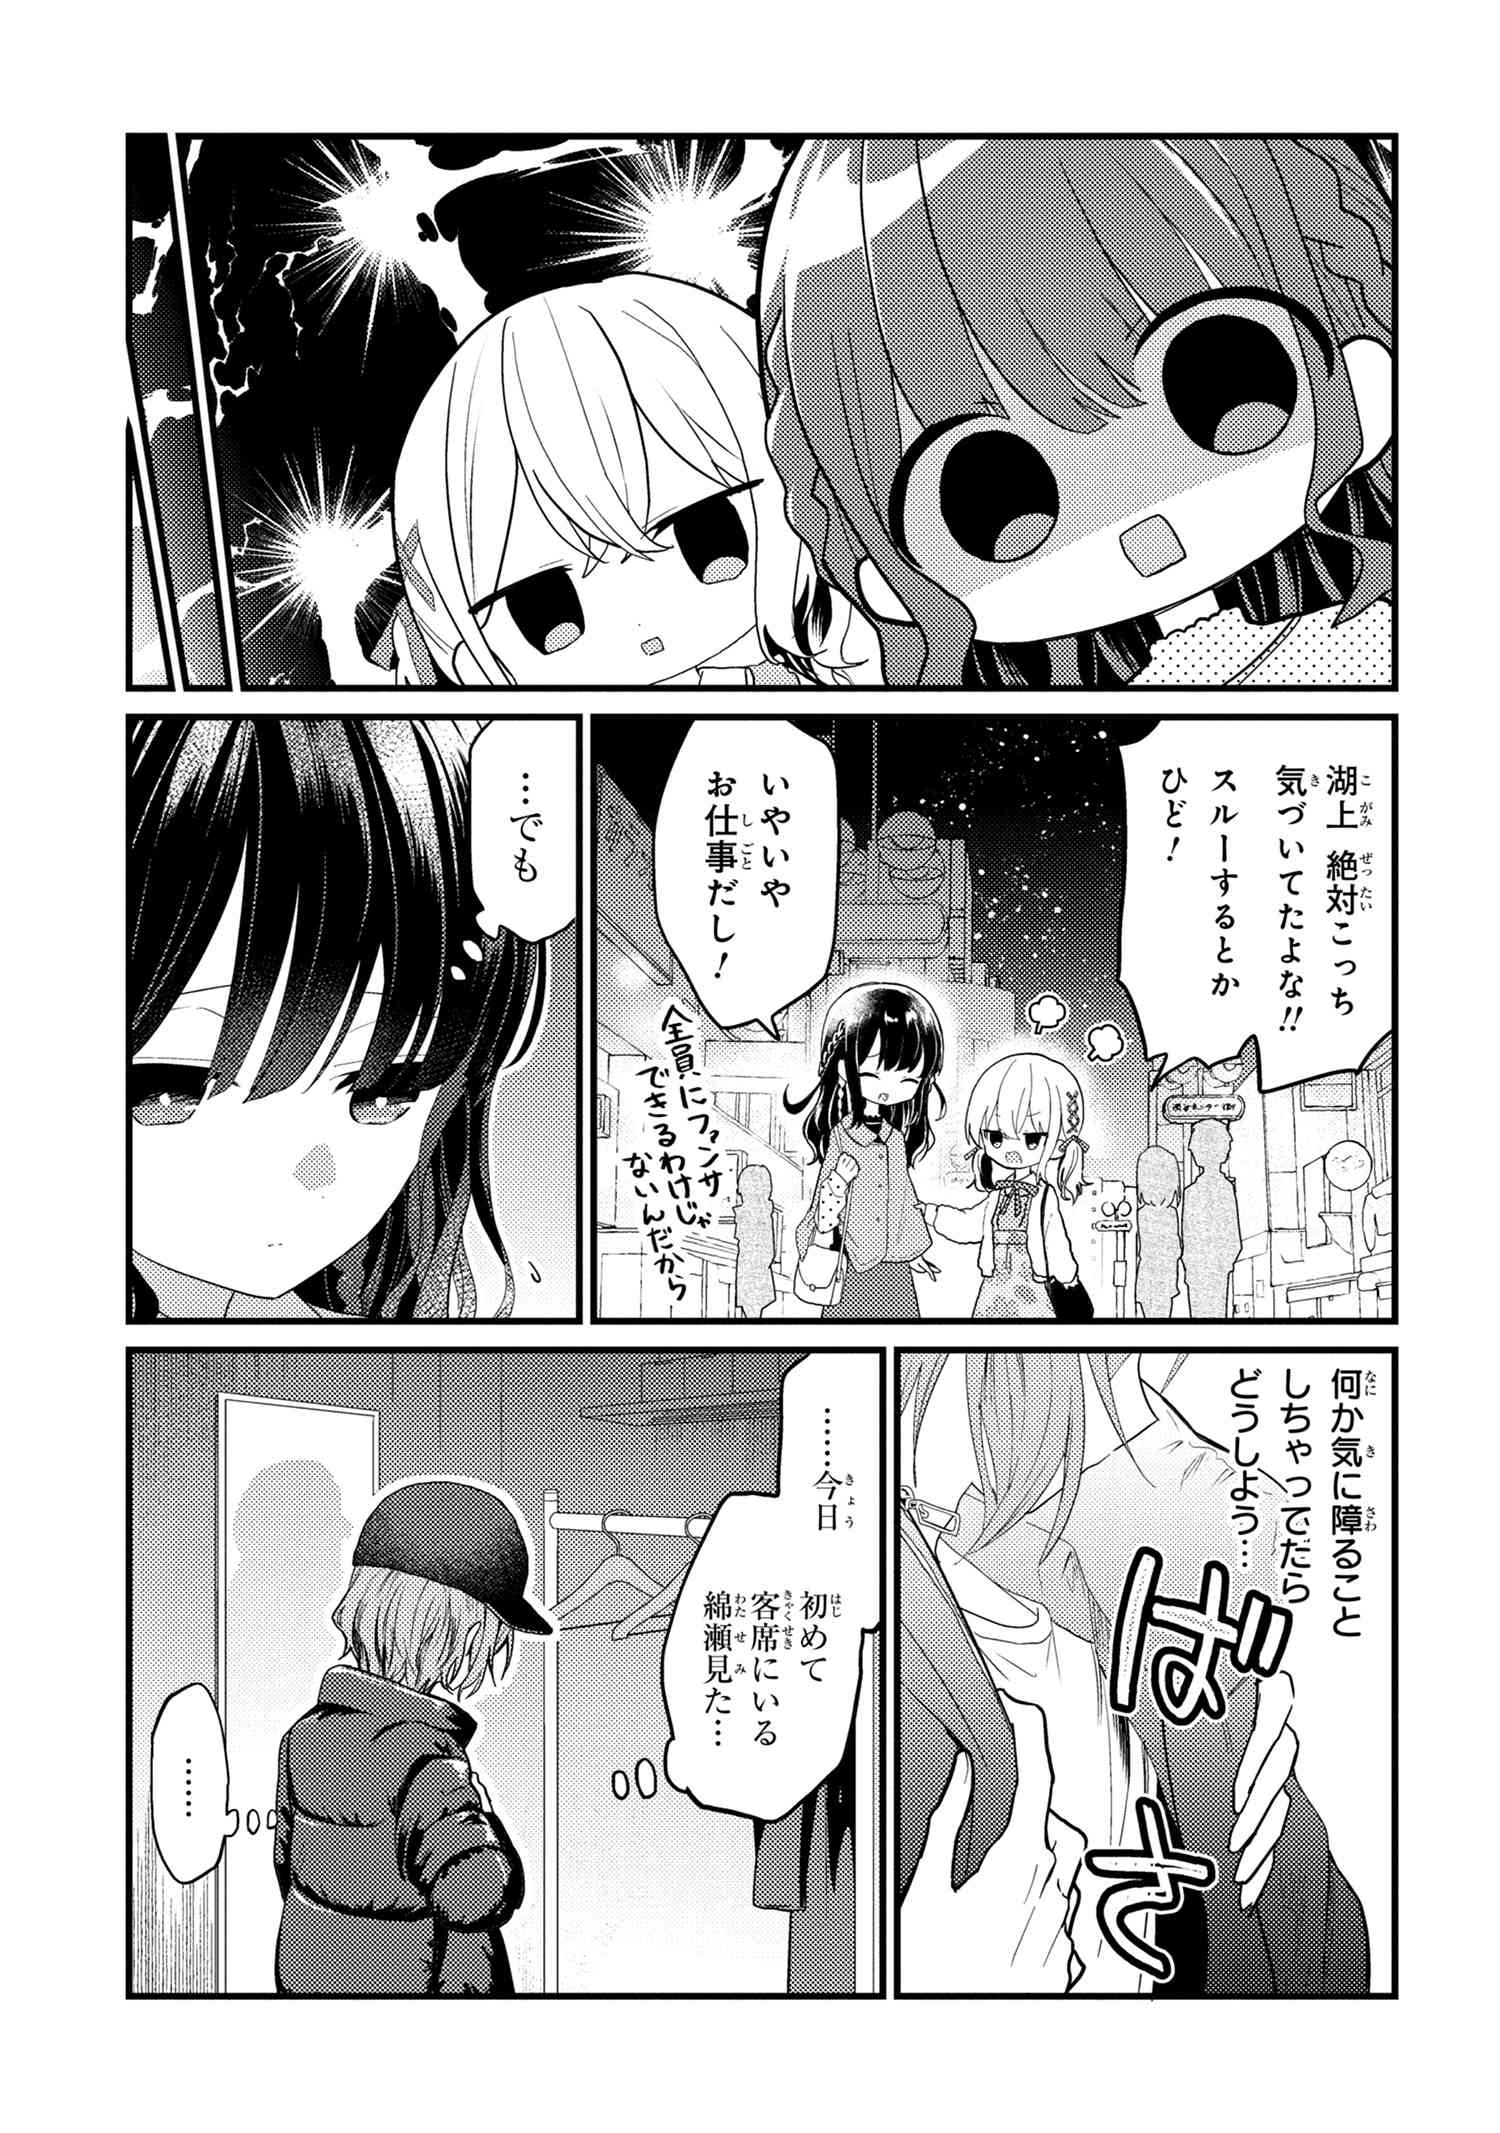 湖上 絶対こっち
気づいてたよな!!
スルーするとか
ひど!
いやいや
お仕事だし!
全員にファンサ
できるわけじゃ
ないんだから
…でも
何か気に障ること
しちゃってたら
どうしよう…
ばさ
……今日
初めて
客席にいる
綿瀬見た…
……